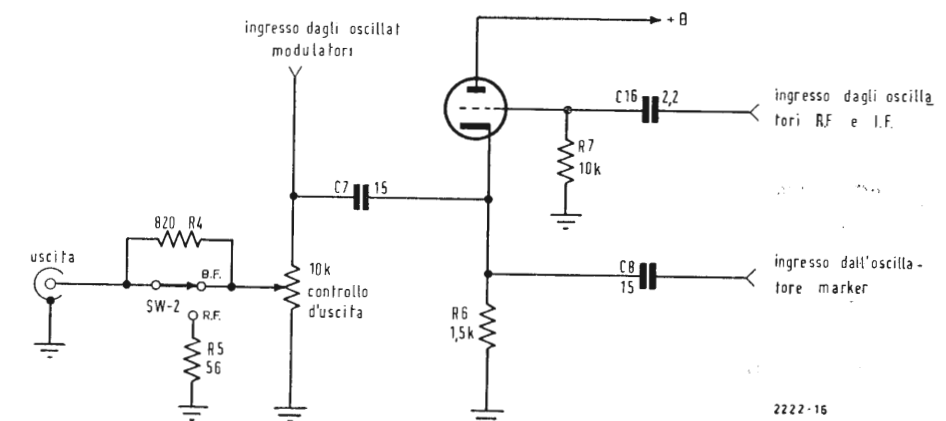 ingresso dagli oscillat
modulatori
+ B
C16
2,2
ingresso dagli oscilla
tori R.F e I.F.
R7
10k
C7
15
820 R4
uscita
B.F.
SW-2
R.F.
R5
56
10k
controllo
d'uscita
C8
15
ingresso dall'oscilla-
tore marker
R6
1,5k
2222-16